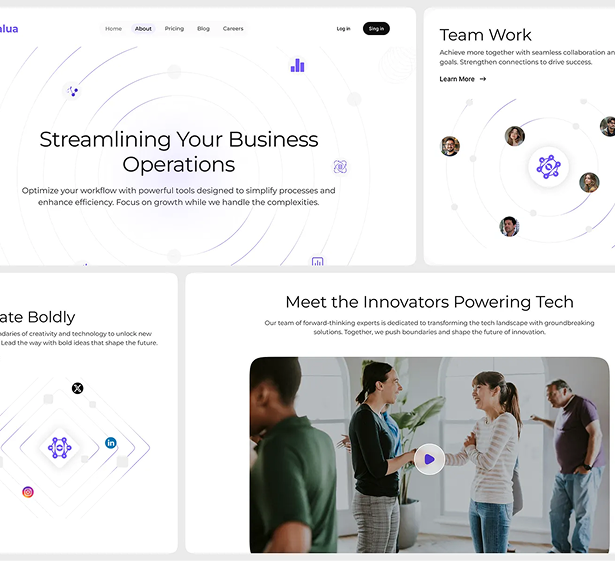 alua
Home
About
Pricing
Blog
Careers
Log in
Sing in
Streamlining Your Business
Operations
Optimize your workflow with powerful tools designed to simplify processes and
enhance efficiency. Focus on growth while we handle the complexities.
Team Work
Achieve more together with seamless collaboration an
goals. Strengthen connections to drive success.
Learn More →
ate Boldly
ndaries of creativity and technology to unlock new
Lead the way with bold ideas that shape the future.
X
in
Meet the Innovators Powering Tech
Our team of forward-thinking experts is dedicated to transforming the tech landscape with groundbreaking
solutions. Together, we push boundaries and shape the future of innovation.